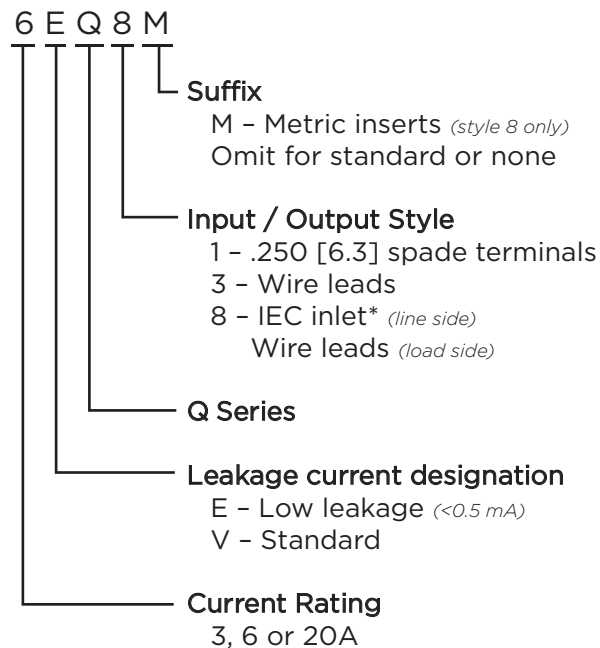 6 E Q 8 M
Suffix
M – Metric inserts (style 8 only)
Omit for standard or none
Input / Output Style
1 – .250 [6.3] spade terminals
3 – Wire leads
8 – IEC inlet* (line side)
Wire leads (load side)
Q Series
Leakage current designation
E – Low leakage (<0.5 mA)
V – Standard
Current Rating
3, 6 or 20A